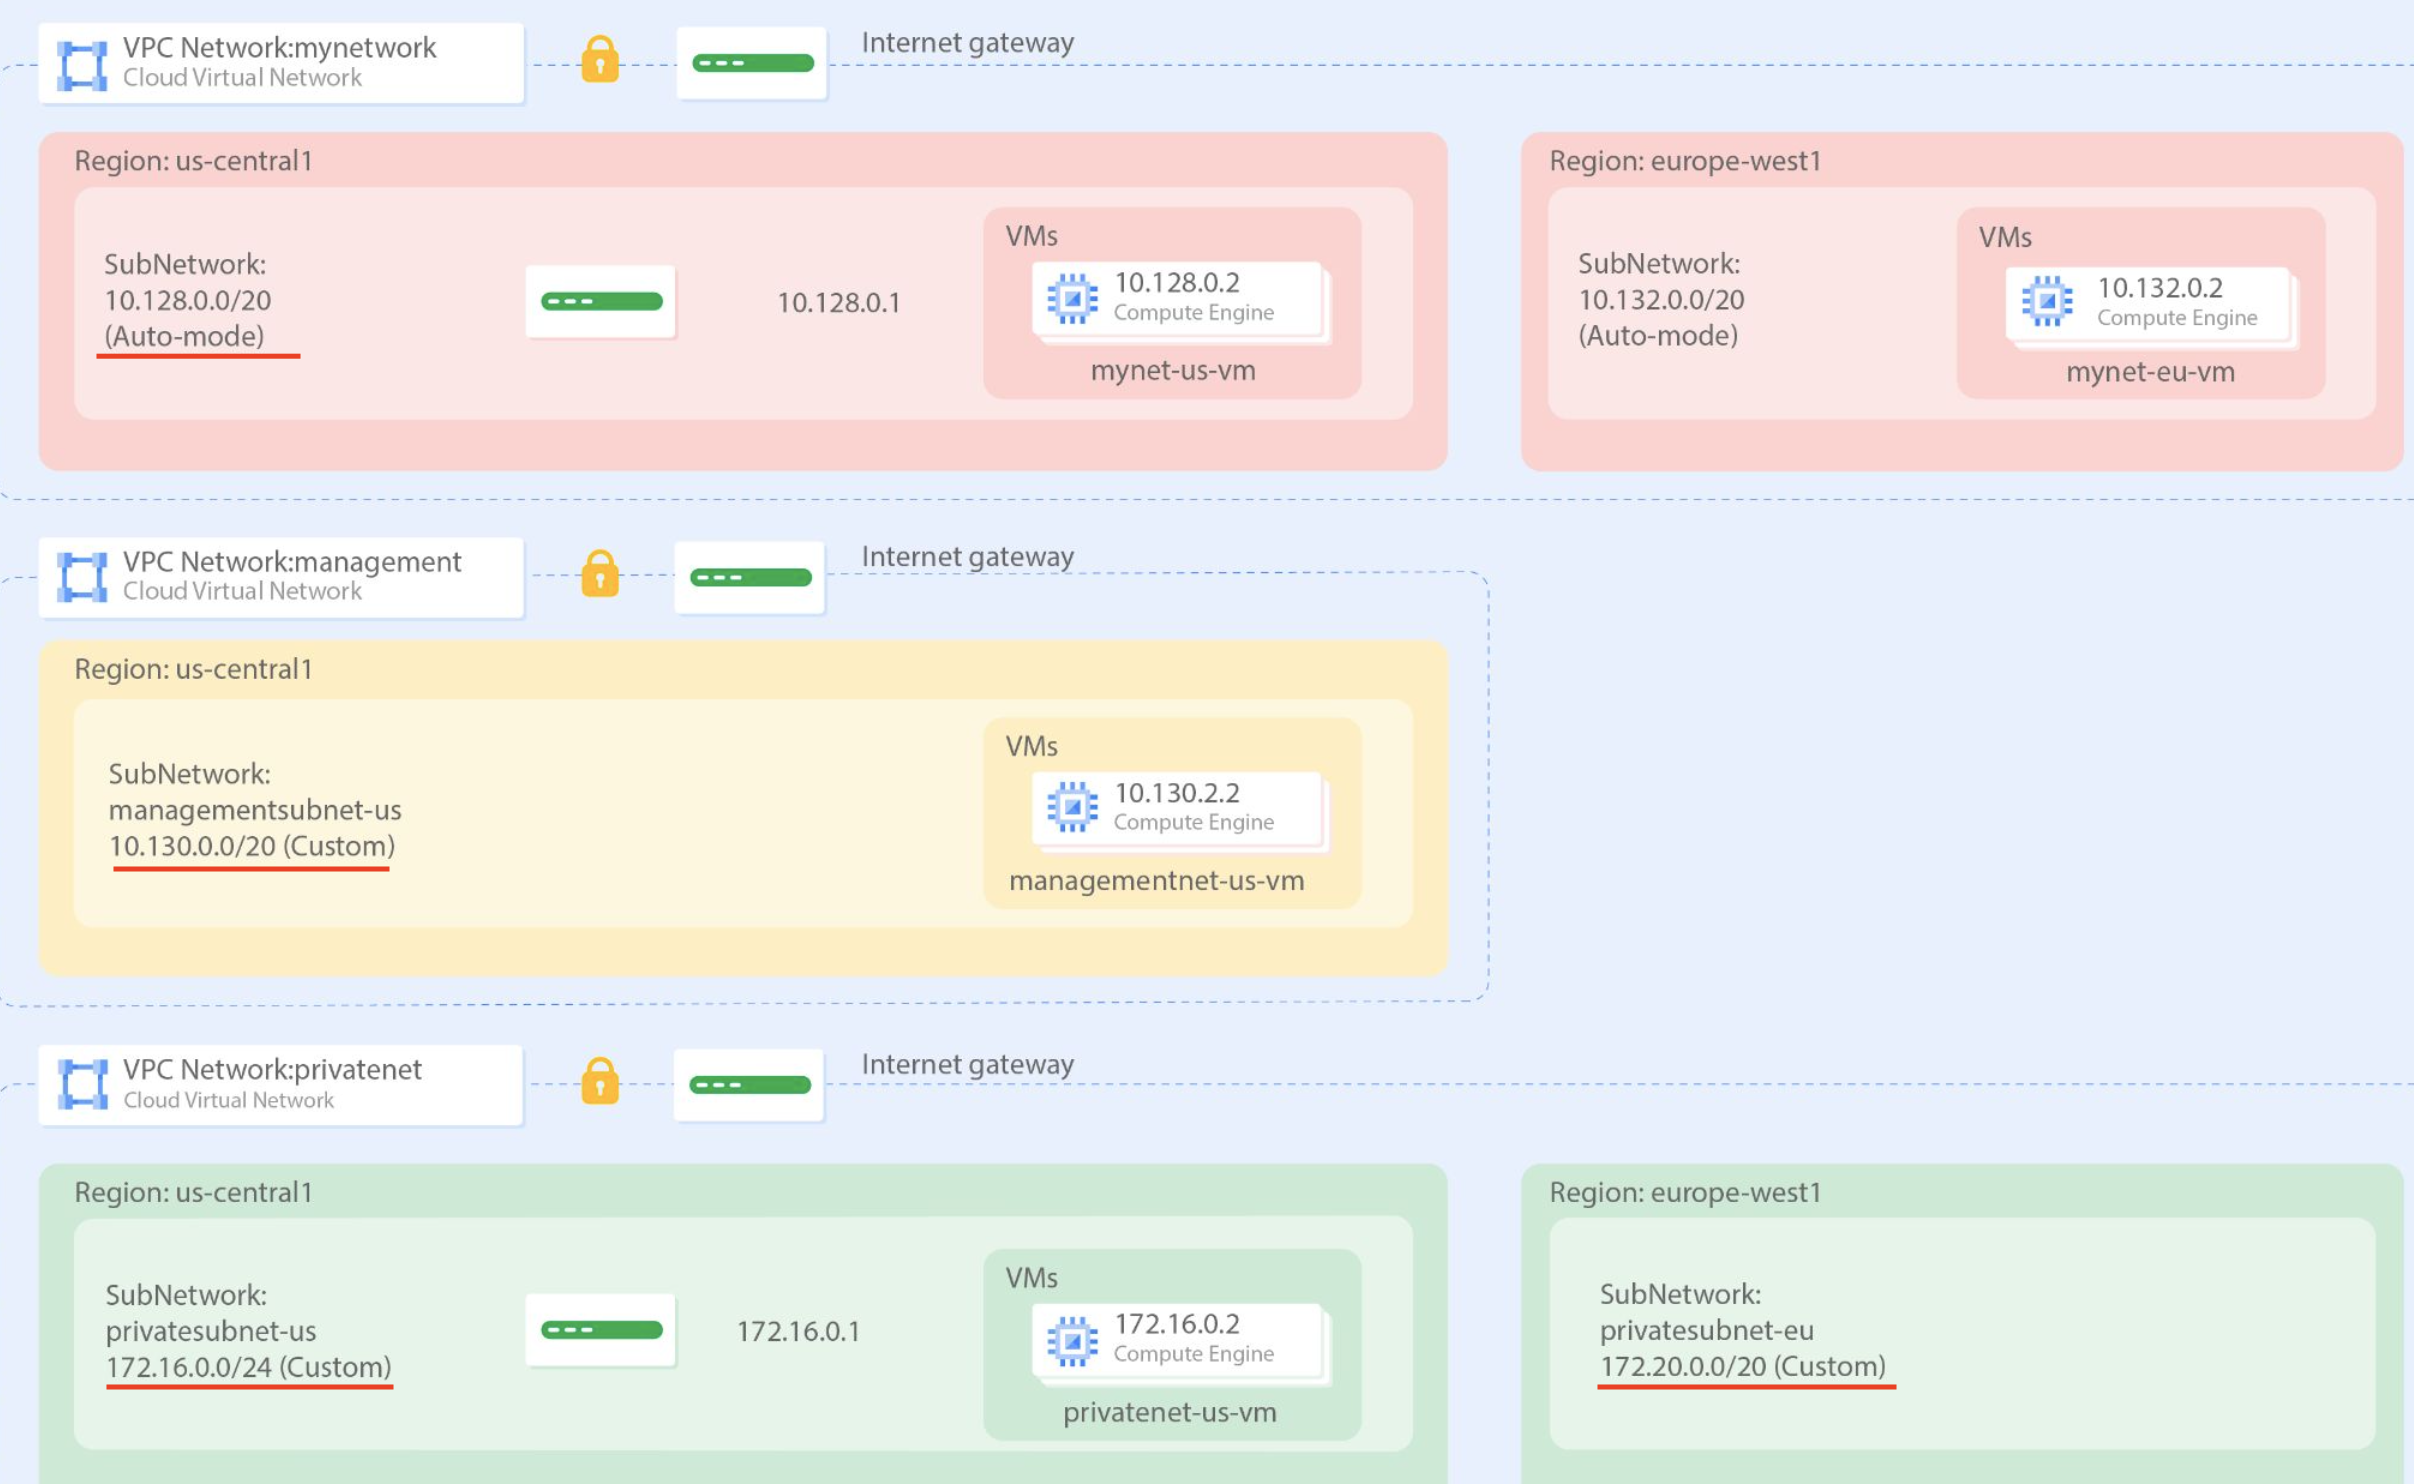 VPC Network:mynetwork
Cloud Virtual Network
Internet gateway
Region: us-central1
SubNetwork:
10.128.0.0/20
(Auto-mode)
10.128.0.1
VMs
10.128.0.2
Compute Engine
mynet-us-vm
Region: europe-west1
SubNetwork:
10.132.0.0/20
(Auto-mode)
VMs
10.132.0.2
Compute Engine
mynet-eu-vm
VPC Network:management
Cloud Virtual Network
Internet gateway
Region: us-central1
SubNetwork:
managementsubnet-us
10.130.0.0/20 (Custom)
VMs
10.130.2.2
Compute Engine
managementnet-us-vm
VPC Network:privatenet
Cloud Virtual Network
Internet gateway
Region: us-central1
SubNetwork:
privatesubnet-us
172.16.0.0/24 (Custom)
172.16.0.1
VMs
172.16.0.2
Compute Engine
privatenet-us-vm
Region: europe-west1
SubNetwork:
privatesubnet-eu
172.20.0.0/20 (Custom)